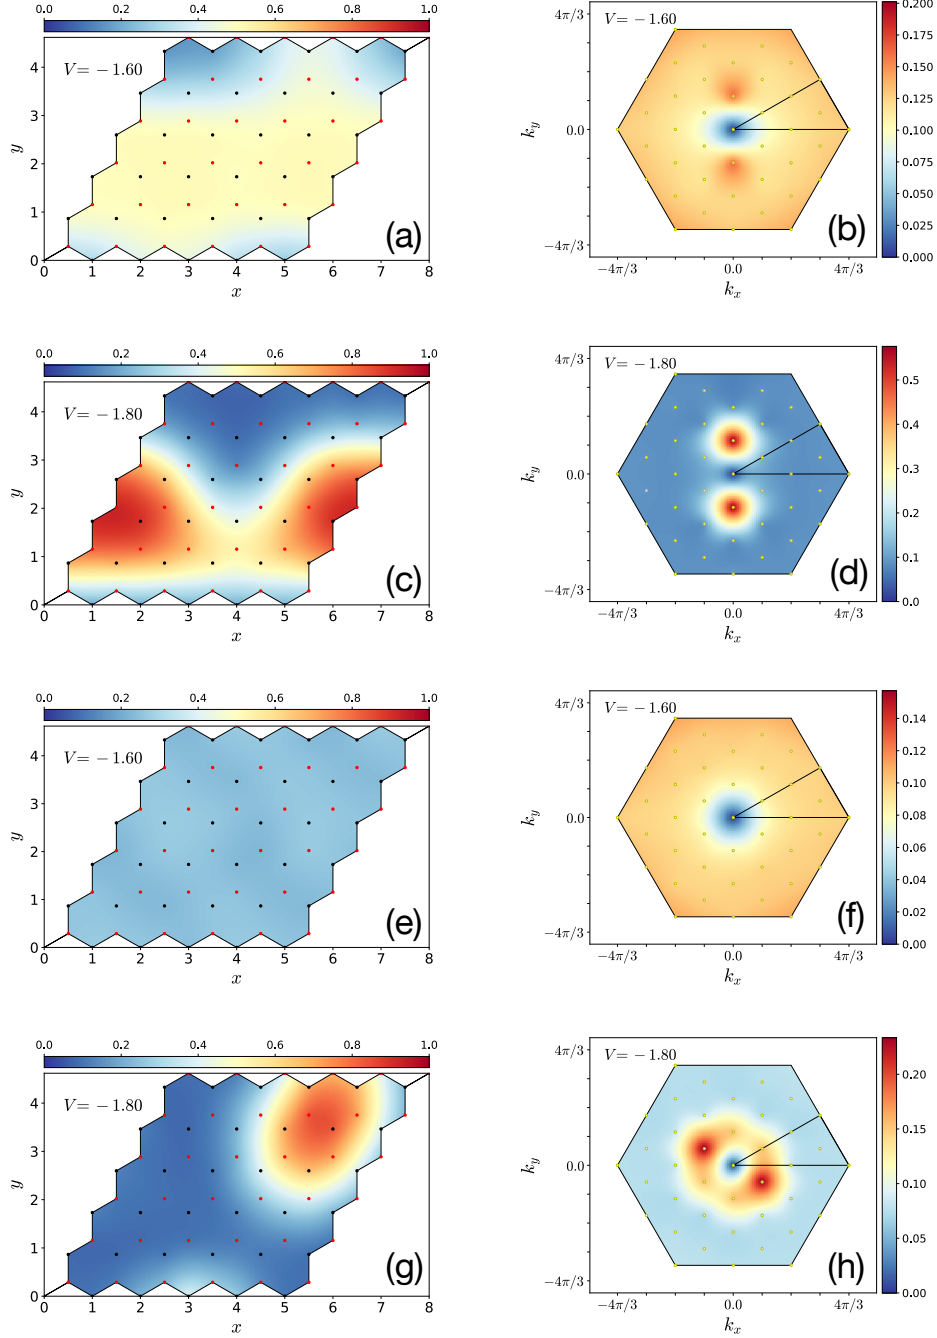 0.0 0.2 0.4 0.6 0.8 1.0
V = −1.60
4
3
2
1
0
y
0 1 2 3 4 5 6 7 8
x
(a)
V = −1.60
4π/3
0.0
−4π/3
k_y
−4π/3 0.0 4π/3
k_x
(b)
0.200
0.175
0.150
0.125
0.100
0.075
0.050
0.025
0.000
0.0 0.2 0.4 0.6 0.8 1.0
V = −1.80
4
3
2
1
0
y
0 1 2 3 4 5 6 7 8
x
(c)
V = −1.80
4π/3
0.0
−4π/3
k_y
−4π/3 0.0 4π/3
k_x
(d)
0.5
0.4
0.3
0.2
0.1
0.0
0.0 0.2 0.4 0.6 0.8 1.0
V = −1.60
4
3
2
1
0
y
0 1 2 3 4 5 6 7 8
x
(e)
V = −1.60
4π/3
0.0
−4π/3
k_y
−4π/3 0.0 4π/3
k_x
(f)
0.14
0.12
0.10
0.08
0.06
0.04
0.02
0.00
0.0 0.2 0.4 0.6 0.8 1.0
V = −1.80
4
3
2
1
0
y
0 1 2 3 4 5 6 7 8
x
(g)
V = −1.80
4π/3
0.0
−4π/3
k_y
−4π/3 0.0 4π/3
k_x
(h)
0.20
0.15
0.10
0.05
0.00